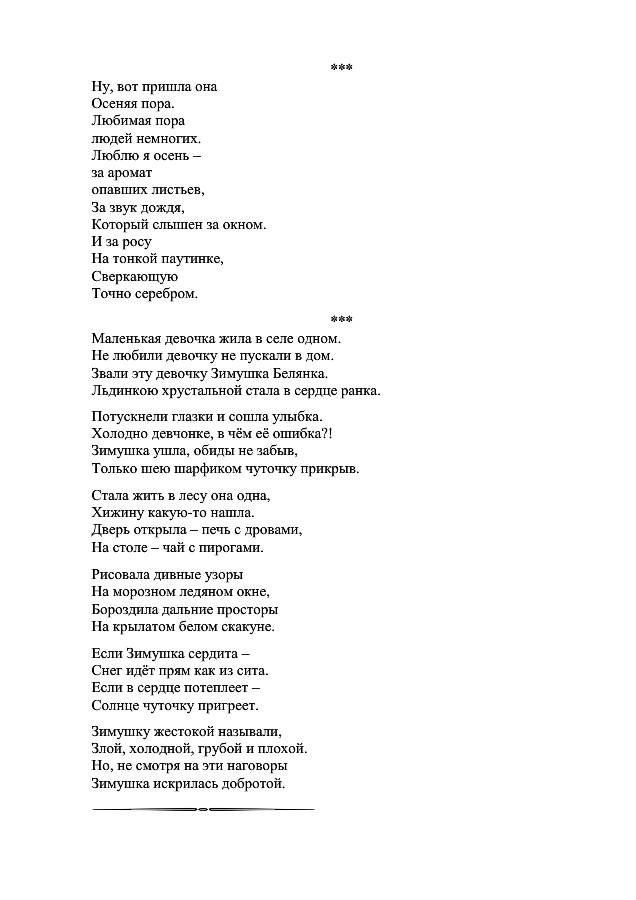 ***
Ну, вот пришла она
Осеняя пора.
Любимая пора
людей немногих.
Люблю я осень –
за аромат
опавших листьев,
За звук дождя,
Который слышен за окном.
И за росу
На тонкой паутинке,
Сверкающую
Точно серебром.
***
Маленькая девочка жила в селе одном.
Не любили девочку не пускали в дом.
Звали эту девочку Зимушка Белянка.
Льдинкою хрустальной стала в сердце ранка.
Потускнели глазки и сошла улыбка.
Холодно девчонке, в чём её ошибка?!
Зимушка ушла, обиды не забыв,
Только шею шарфиком чуточку прикрыв.
Стала жить в лесу она одна,
Хижину какую-то нашла.
Дверь открыла – печь с дровами,
На столе – чай с пирогами.
Рисовала дивные узоры
На морозном ледяном окне,
Бороздила дальние просторы
На крылатом белом скакуне.
Если Зимушка сердита –
Снег идёт прям как из сита.
Если в сердце потеплеет –
Солнце чуточку пригреет.
Зимушку жестокой называли,
Злой, холодной, грубой и плохой.
Но, не смотря на эти наговоры
Зимушка искрилась добротой.